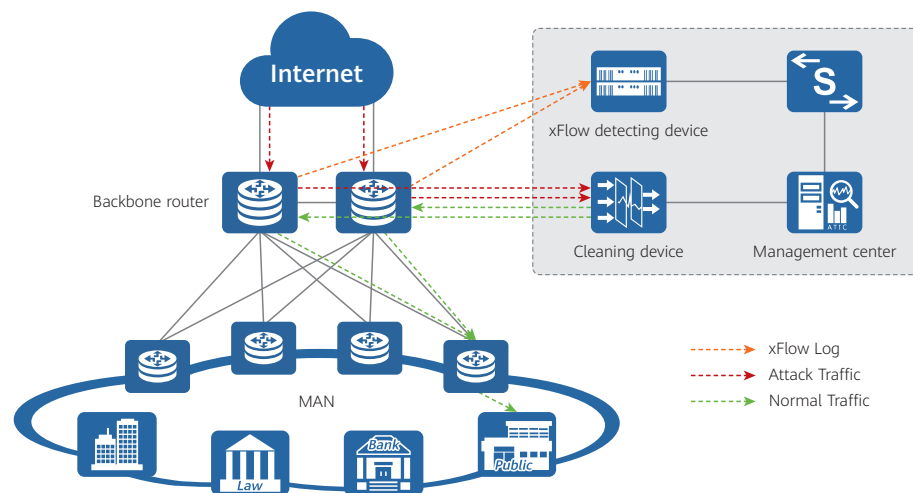 Internet
xFlow detecting device
S
Backbone router
Cleaning device
ATIC
Management center
xFlow Log
Attack Traffic
Normal Traffic
MAN
Law
Bank
Public